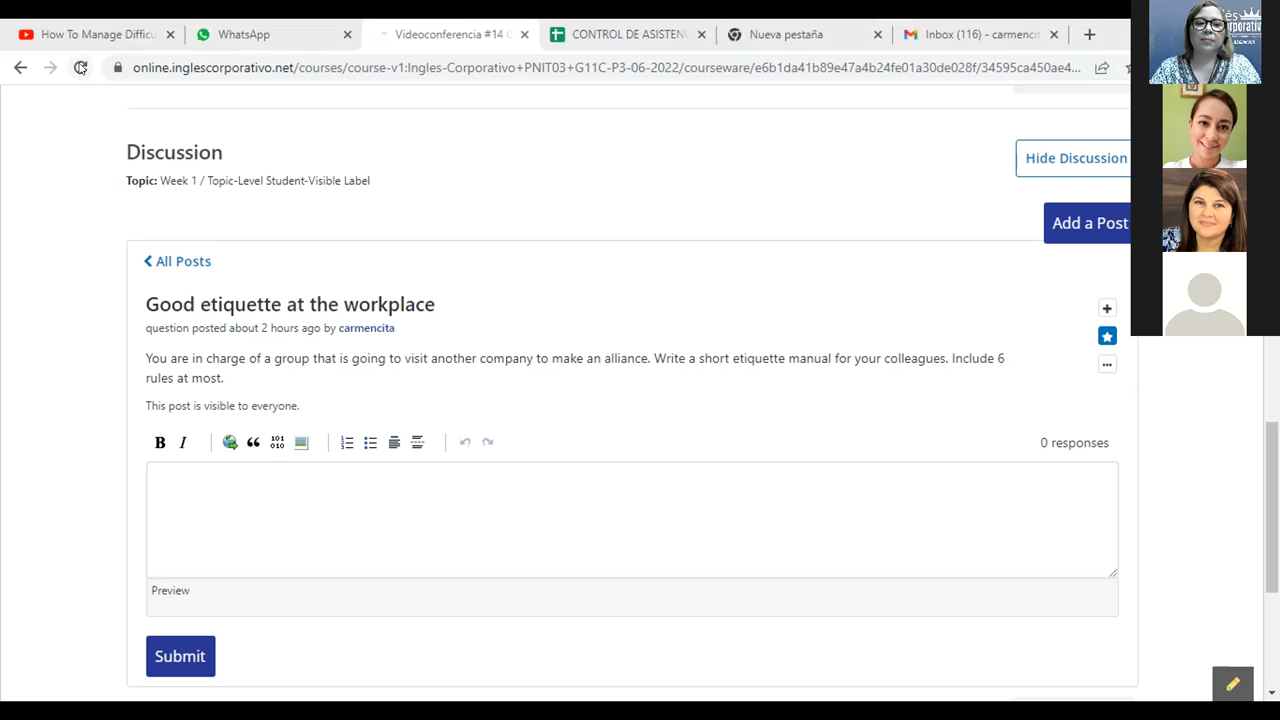 How To Manage Difficu
WhatsApp
Videoconferencia #14
CONTROL DE ASISTEN
Nueva pestaña
Inbox (116) - carmenci
online.inglescorporativo.net/courses/course-v1:Ingles-Corporativo+PNIT03+G11C-P3-06-2022/courseware/e6b1da41b89e47a4b24fe01a30de028f/34595ca450ae4...
Discussion
Hide Discussion
Topic: Week 1 / Topic-Level Student-Visible Label
Add a Post
All Posts
Good etiquette at the workplace
question posted about 2 hours ago by carmencita
You are in charge of a group that is going to visit another company to make an alliance. Write a short etiquette manual for your colleagues. Include 6
rules at most.
This post is visible to everyone.
B I
101
010
0 responses
Preview
Submit